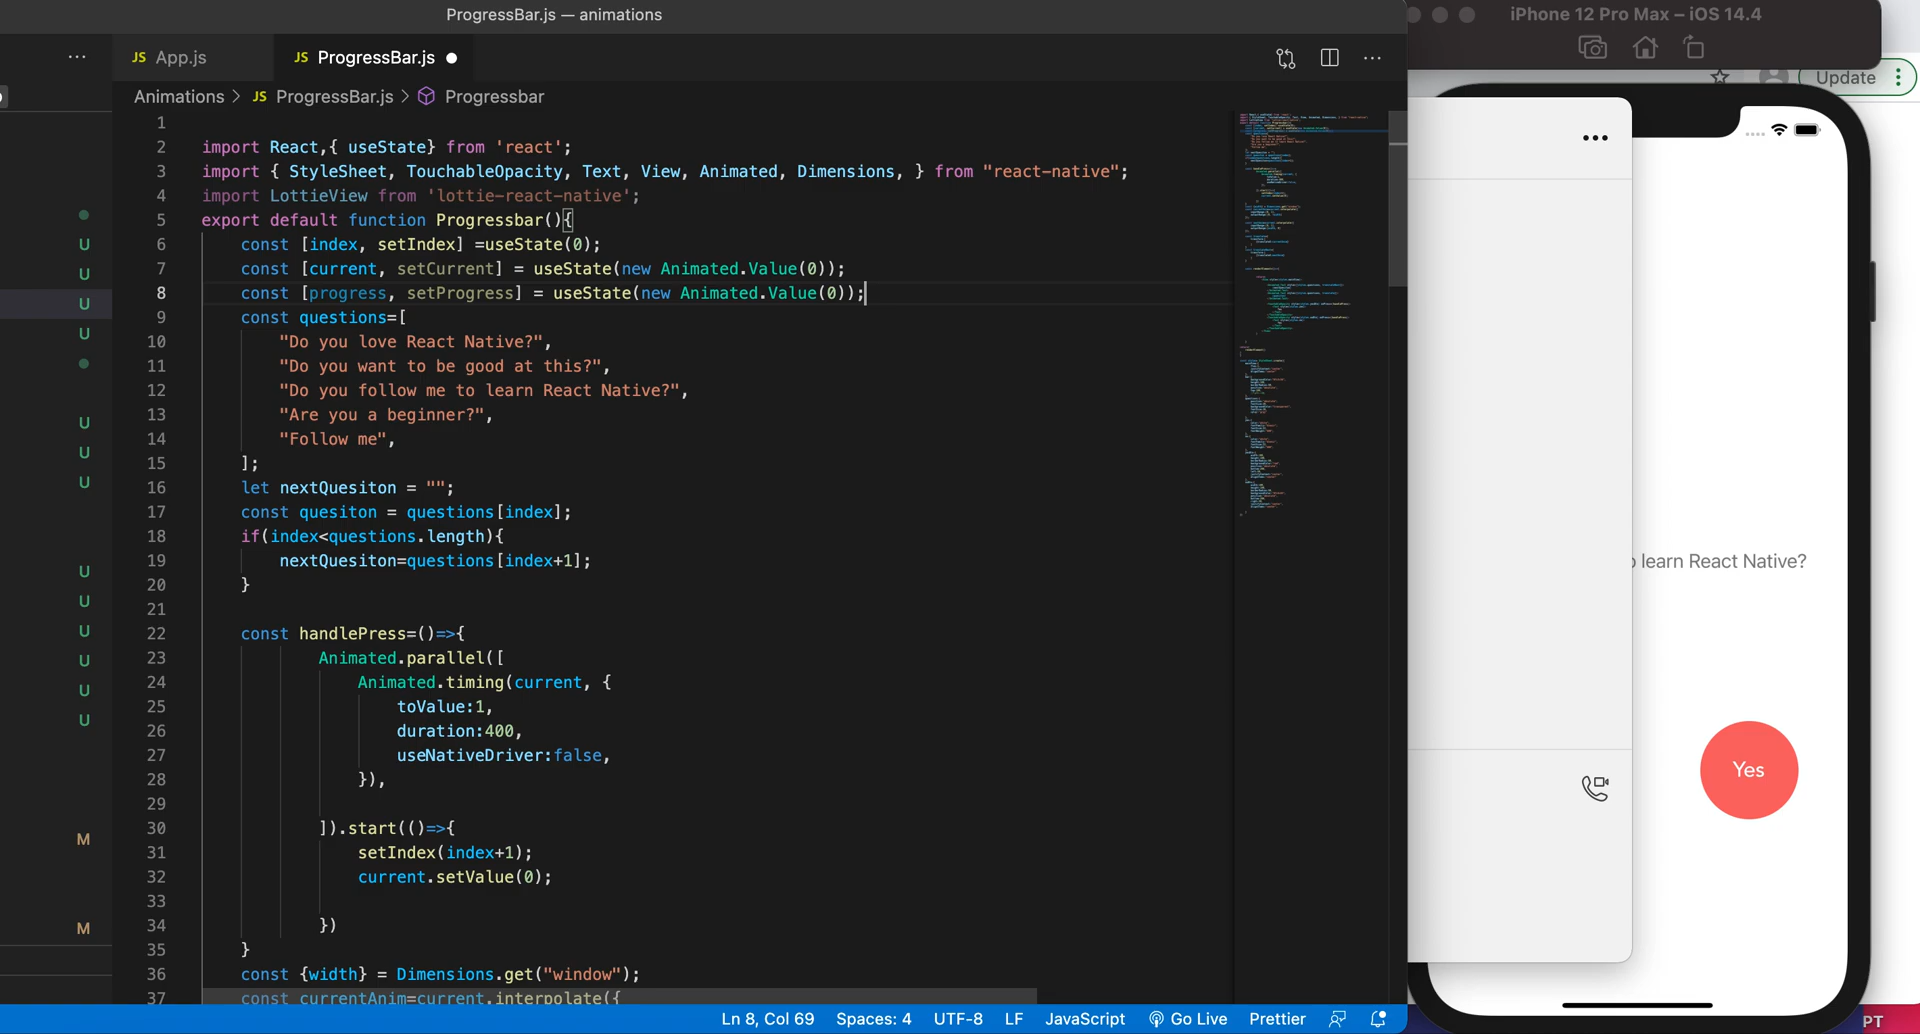 ProgressBar.js — animations
iPhone 12 Pro Max – iOS 14.4
JS App.js
JS ProgressBar.js
Update
Animations > JS ProgressBar.js > Progressbar
1
2 import React,{ useState} from 'react';
3 import { StyleSheet, TouchableOpacity, Text, View, Animated, Dimensions, } from "react-native";
4 import LottieView from 'lottie-react-native';
5 export default function Progressbar(){
6 const [index, setIndex] =useState(0);
7 const [current, setCurrent] = useState(new Animated.Value(0));
8 const [progress, setProgress] = useState(new Animated.Value(0));
9 const questions=[
10 "Do you love React Native?",
11 "Do you want to be good at this?",
12 "Do you follow me to learn React Native?",
13 "Are you a beginner?",
14 "Follow me",
15 ];
16 let nextQuesiton = "";
17 const quesiton = questions[index];
18 if(index<questions.length){
19 nextQuesiton=questions[index+1];
20 }
21
22 const handlePress=()=>{
23 Animated.parallel([
24 Animated.timing(current, {
25 toValue:1,
26 duration:400,
27 useNativeDriver:false,
28 }),
29
30 ]).start(()=>{
31 setIndex(index+1);
32 current.setValue(0);
33
34 })
35 }
36 const {width} = Dimensions.get("window");
37 const currentAnim=current.interpolate({
U
U
U
U
U
U
U
U
U
U
U
U
U
M
M
learn React Native?
Yes
Ln 8, Col 69 Spaces: 4 UTF-8 LF JavaScript Go Live Prettier
PT